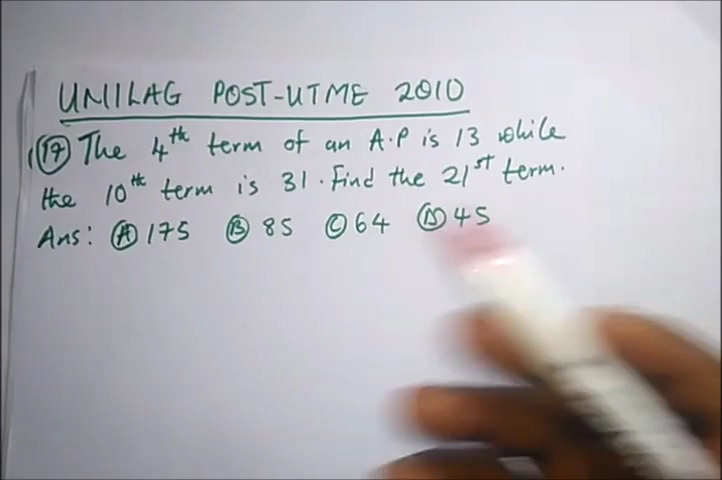 UNILAG POST-UTME 2010
(17) The 4th term of an A.P is 13 while
the 10th term is 31. Find the 21st term.
Ans: (A) 175 (B) 85 (C) 64 (D) 45